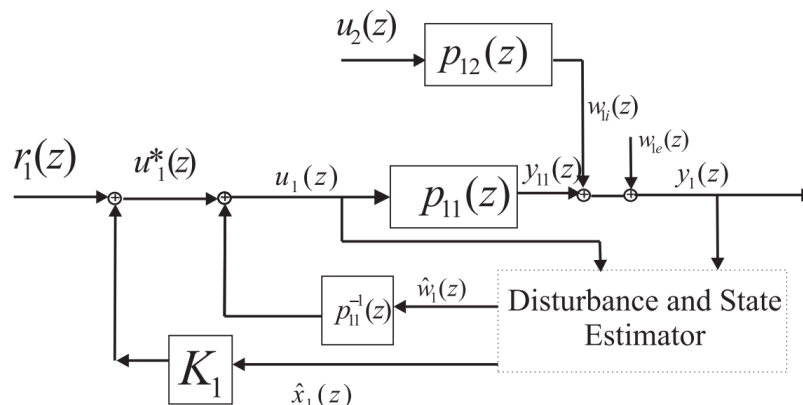 u₂(z)
p₁₂(z)
w₁ᵢ(z)
w₁ₑ(z)
r₁(z)
u*₁(z)
u₁(z)
p₁₁(z)
y₁₁(z)
y₁(z)
p₁₁⁻¹(z)
ŵ₁(z)
Disturbance and State
Estimator
K₁
x̂₁(z)